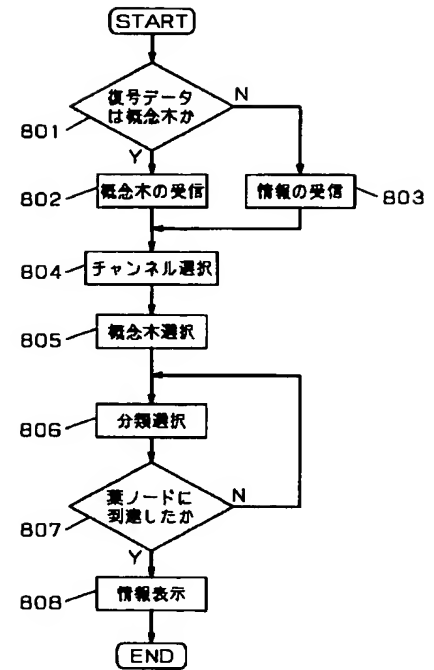 START
復号データ
は概念木か
N
801
Y
802
概念木の受信
情報の受信
803
804
チャンネル選択
805
概念木選択
806
分類選択
葉ノードに
到達したか
N
807
Y
808
情報表示
END